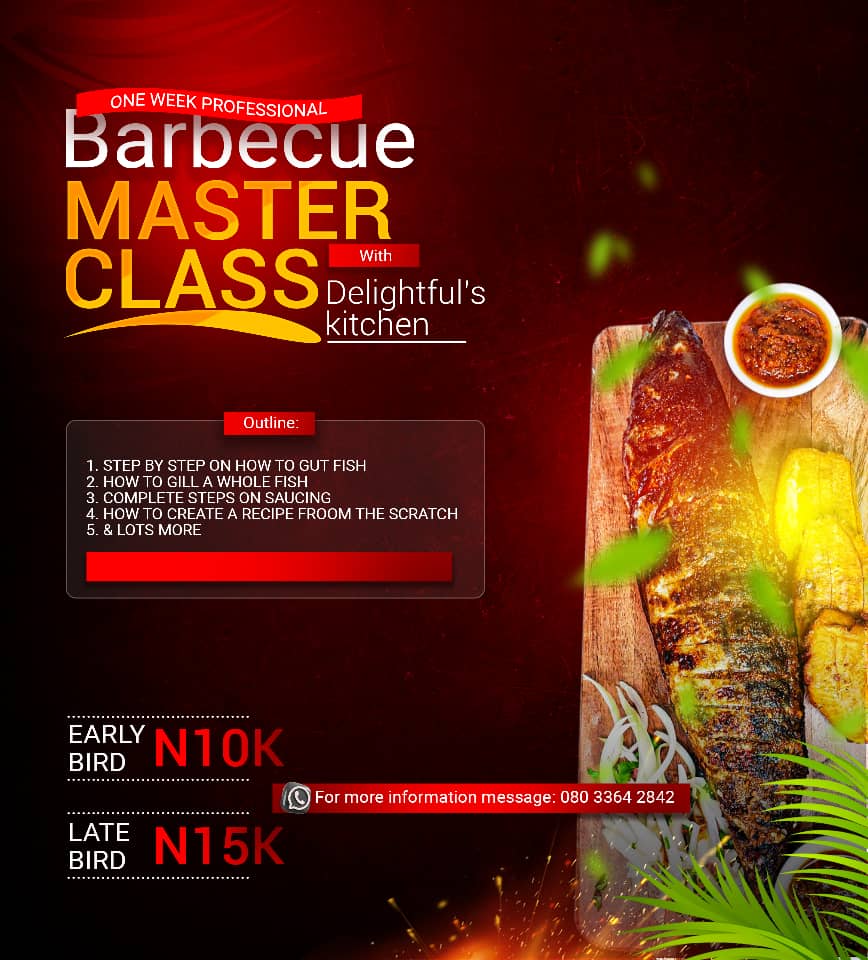 ONE WEEK PROFESSIONAL
Barbecue
MASTER
CLASS
With
Delightful's
kitchen
Outline:
1. STEP BY STEP ON HOW TO GUT FISH
2. HOW TO GILL A WHOLE FISH
3. COMPLETE STEPS ON SAUCING
4. HOW TO CREATE A RECIPE FROOM THE SCRATCH
5. & LOTS MORE
EARLY
BIRD
N10K
For more information message: 080 3364 2842
LATE
BIRD
N15K